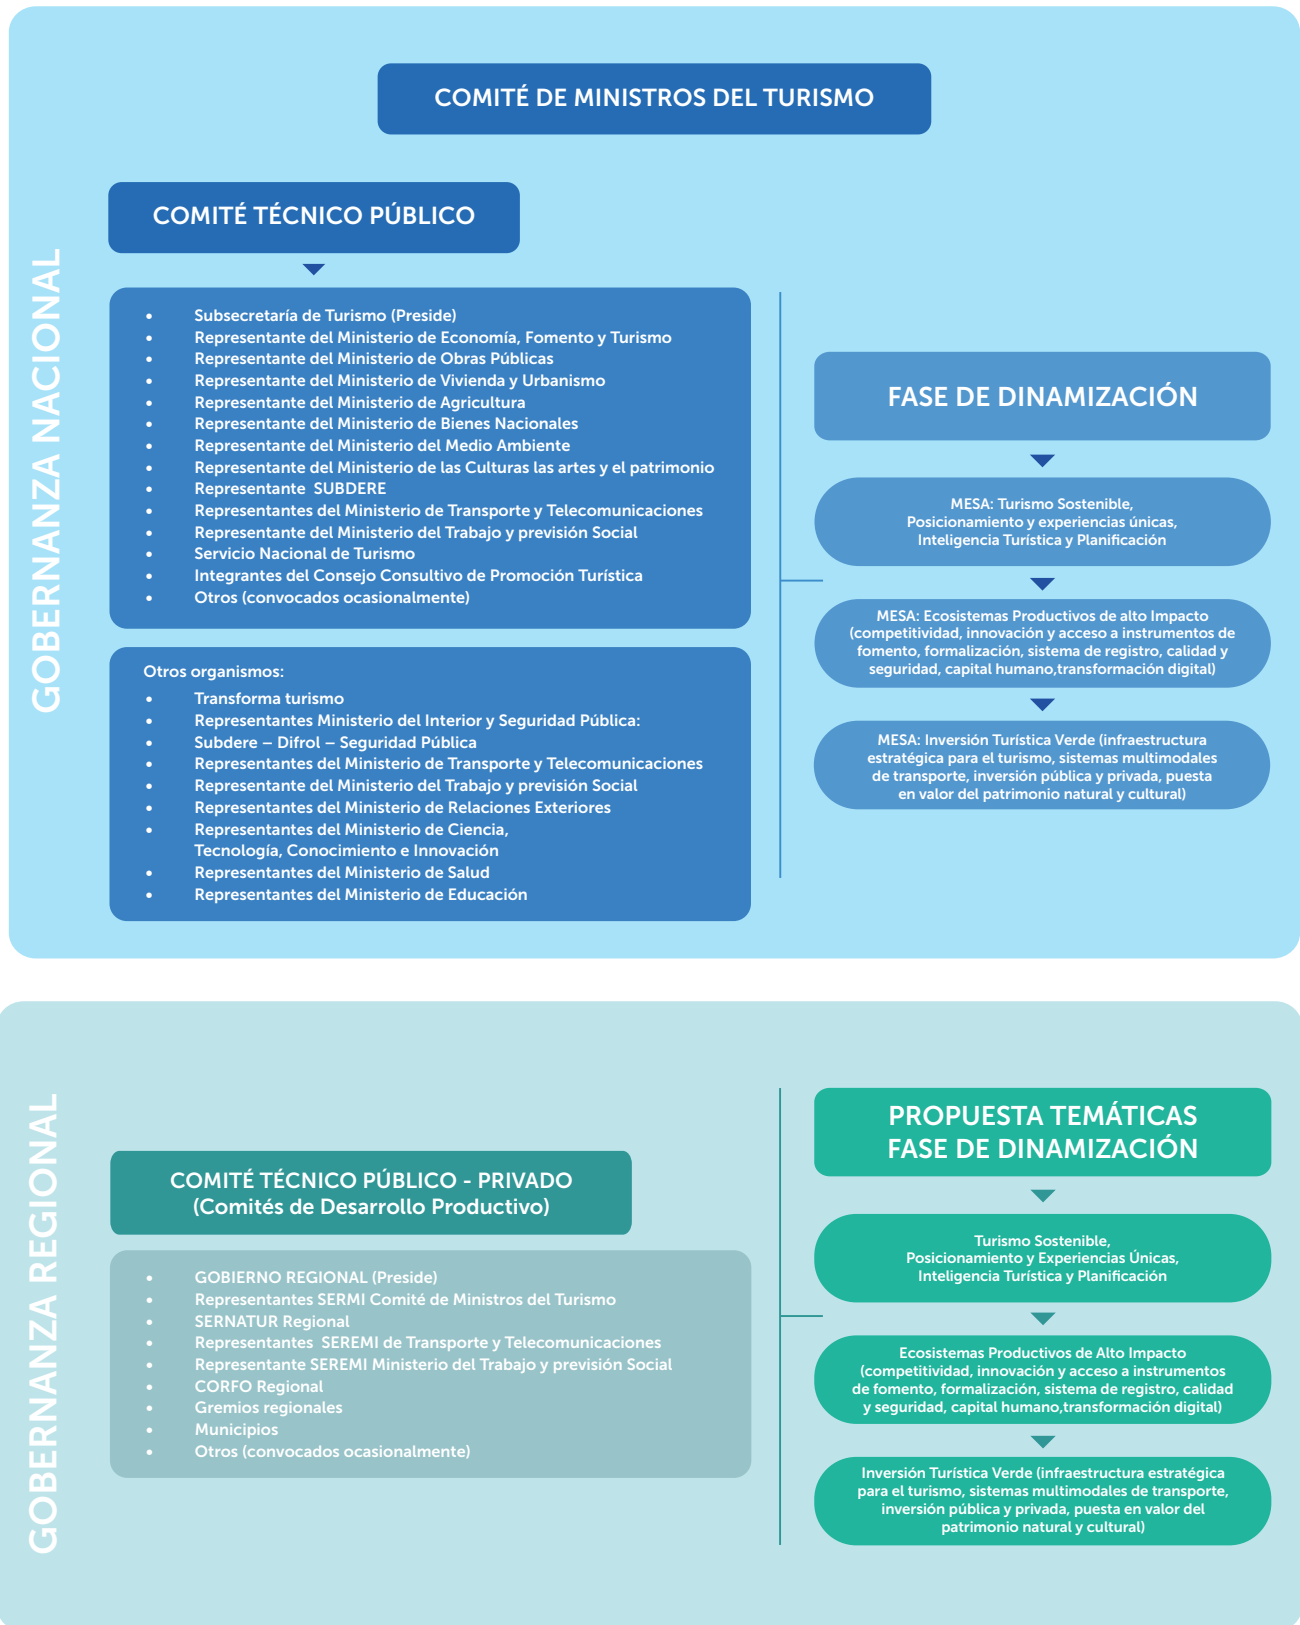 GOBERNANZA NACIONAL
COMITÉ DE MINISTROS DEL TURISMO
COMITÉ TÉCNICO PÚBLICO
• Subsecretaría de Turismo (Preside)
• Representante del Ministerio de Economía, Fomento y Turismo
• Representante del Ministerio de Obras Públicas
• Representante del Ministerio de Vivienda y Urbanismo
• Representante del Ministerio de Agricultura
• Representante del Ministerio de Bienes Nacionales
• Representante del Ministerio del Medio Ambiente
• Representante del Ministerio de las Culturas las artes y el patrimonio
• Representante SUBDERE
• Representantes del Ministerio de Transporte y Telecomunicaciones
• Representante del Ministerio del Trabajo y previsión Social
• Servicio Nacional de Turismo
• Integrantes del Consejo Consultivo de Promoción Turística
• Otros (convocados ocasionalmente)
Otros organismos:
• Transforma turismo
• Representantes Ministerio del Interior y Seguridad Pública:
• Subdere – Difrol – Seguridad Pública
• Representantes del Ministerio de Transporte y Telecomunicaciones
• Representante del Ministerio del Trabajo y previsión Social
• Representantes del Ministerio de Relaciones Exteriores
• Representantes del Ministerio de Ciencia,
Tecnología, Conocimiento e Innovación
• Representantes del Ministerio de Salud
• Representantes del Ministerio de Educación
FASE DE DINAMIZACIÓN
MESA: Turismo Sostenible,
Posicionamiento y experiencias únicas,
Inteligencia Turística y Planificación
MESA: Ecosistemas Productivos de alto Impacto
(competitividad, innovación y acceso a instrumentos de
fomento, formalización, sistema de registro, calidad y
seguridad, capital humano,transformación digital)
MESA: Inversión Turística Verde (infraestructura
estratégica para el turismo, sistemas multimodales
de transporte, inversión pública y privada, puesta
en valor del patrimonio natural y cultural)
GOBERNANZA REGIONAL
COMITÉ TÉCNICO PÚBLICO - PRIVADO
(Comités de Desarrollo Productivo)
• GOBIERNO REGIONAL (Preside)
• Representantes SERMI Comité de Ministros del Turismo
• SERNATUR Regional
• Representantes SEREMI de Transporte y Telecomunicaciones
• Representante SEREMI Ministerio del Trabajo y previsión Social
• CORFO Regional
• Gremios regionales
• Municipios
• Otros (convocados ocasionalmente)
PROPUESTA TEMÁTICAS
FASE DE DINAMIZACIÓN
Turismo Sostenible,
Posicionamiento y Experiencias Únicas,
Inteligencia Turística y Planificación
Ecosistemas Productivos de Alto Impacto
(competitividad, innovación y acceso a instrumentos
de fomento, formalización, sistema de registro, calidad
y seguridad, capital humano,transformación digital)
Inversión Turística Verde (infraestructura estratégica
para el turismo, sistemas multimodales de transporte,
inversión pública y privada, puesta en valor del
patrimonio natural y cultural)